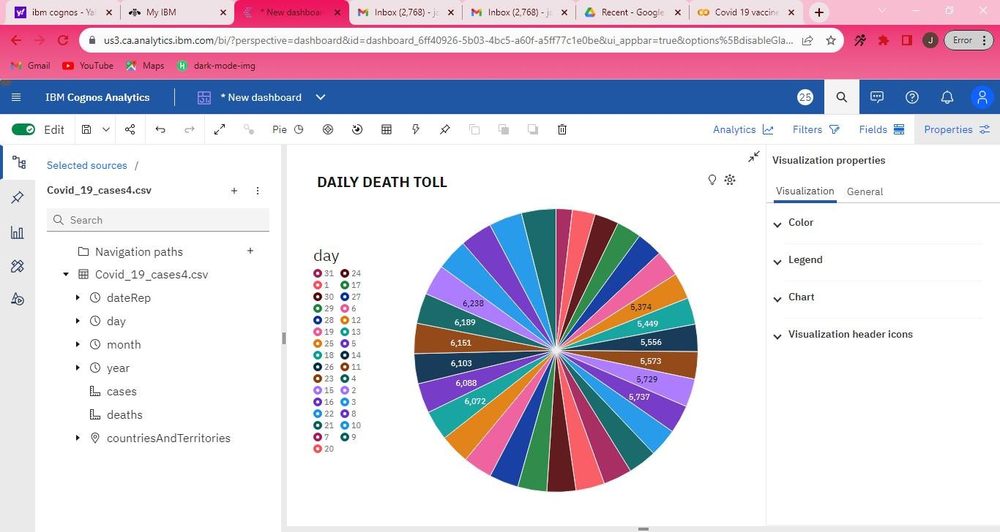 ibm cognos - Ya
My IBM
* New dashboar
Inbox (2,768) - ja
Inbox (2,768) - ja
Recent - Google
Covid 19 vaccine
us3.ca.analytics.ibm.com/bi/?perspective=dashboard&id=dashboard_6ff40926-5b03-4bc5-a60f-a5ff77c1e0be&ui_appbar=true&options%5BdisableGla...
J
Error
Gmail
YouTube
Maps
dark-mode-img
IBM Cognos Analytics
* New dashboard
25
Edit
Pie
Analytics
Filters
Fields
Properties
Selected sources /
Covid_19_cases4.csv
Search
Navigation paths
Covid_19_cases4.csv
dateRep
day
month
year
cases
deaths
countriesAndTerritories
DAILY DEATH TOLL
day
31 24
1 17
30 27
29 6
28 12
19 13
25 5
18 14
26 11
23 4
15 2
16 3
22 8
21 10
7 9
20
5,374
5,449
5,556
5,573
5,729
5,737
6,072
6,088
6,103
6,151
6,189
6,238
Visualization properties
Visualization General
Color
Legend
Chart
Visualization header icons